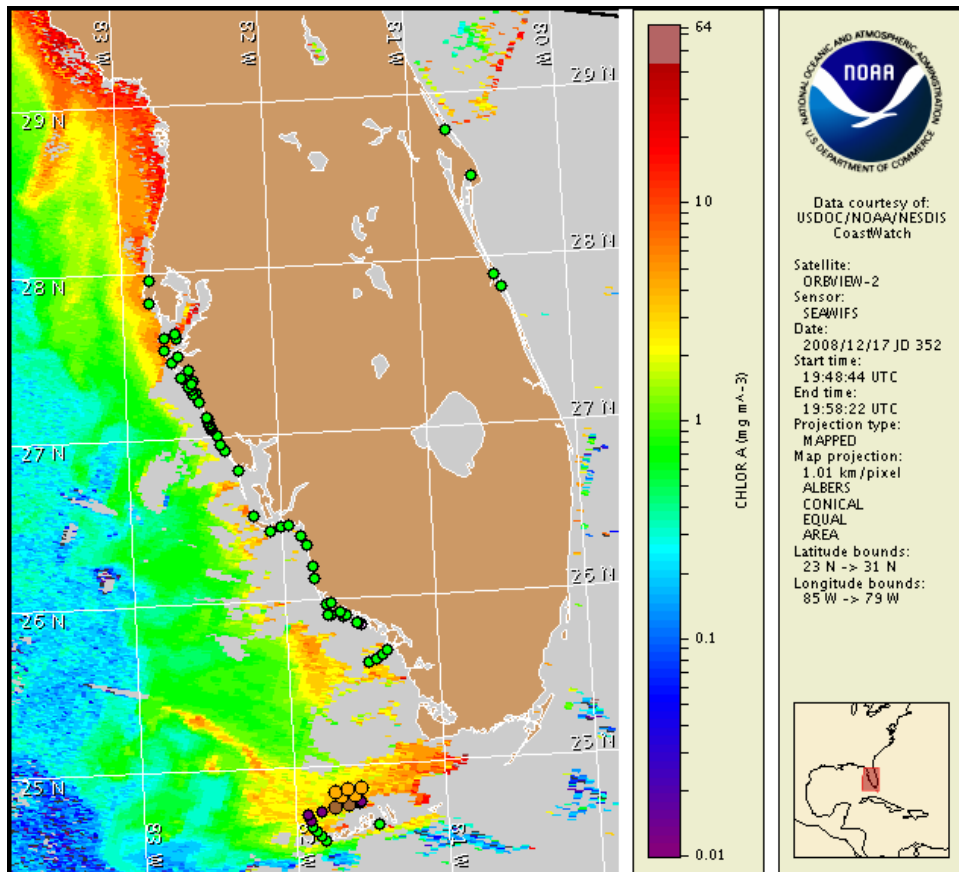 83 W
82 W
81 W
80 W
29 N
29 N
28 N
28 N
27 N
27 N
26 N
26 N
25 N
25 N
83 W
82 W
81 W
64
10
1
0.1
0.01
CHLOR A (mg m^-3)
NATIONAL OCEANIC AND ATMOSPHERIC ADMINISTRATION
NOAA
U.S. DEPARTMENT OF COMMERCE
Data courtesy of:
USDOC/NOAA/NESDIS
CoastWatch
Satellite:
ORBVIEW-2
Sensor:
SEAWIFS
Date:
2008/12/17 JD 352
Start time:
19:48:44 UTC
End time:
19:58:22 UTC
Projection type:
MAPPED
Map projection:
1.01 km/pixel
ALBERS
CONICAL
EQUAL
AREA
Latitude bounds:
23 N -> 31 N
Longitude bounds:
85 W -> 79 W